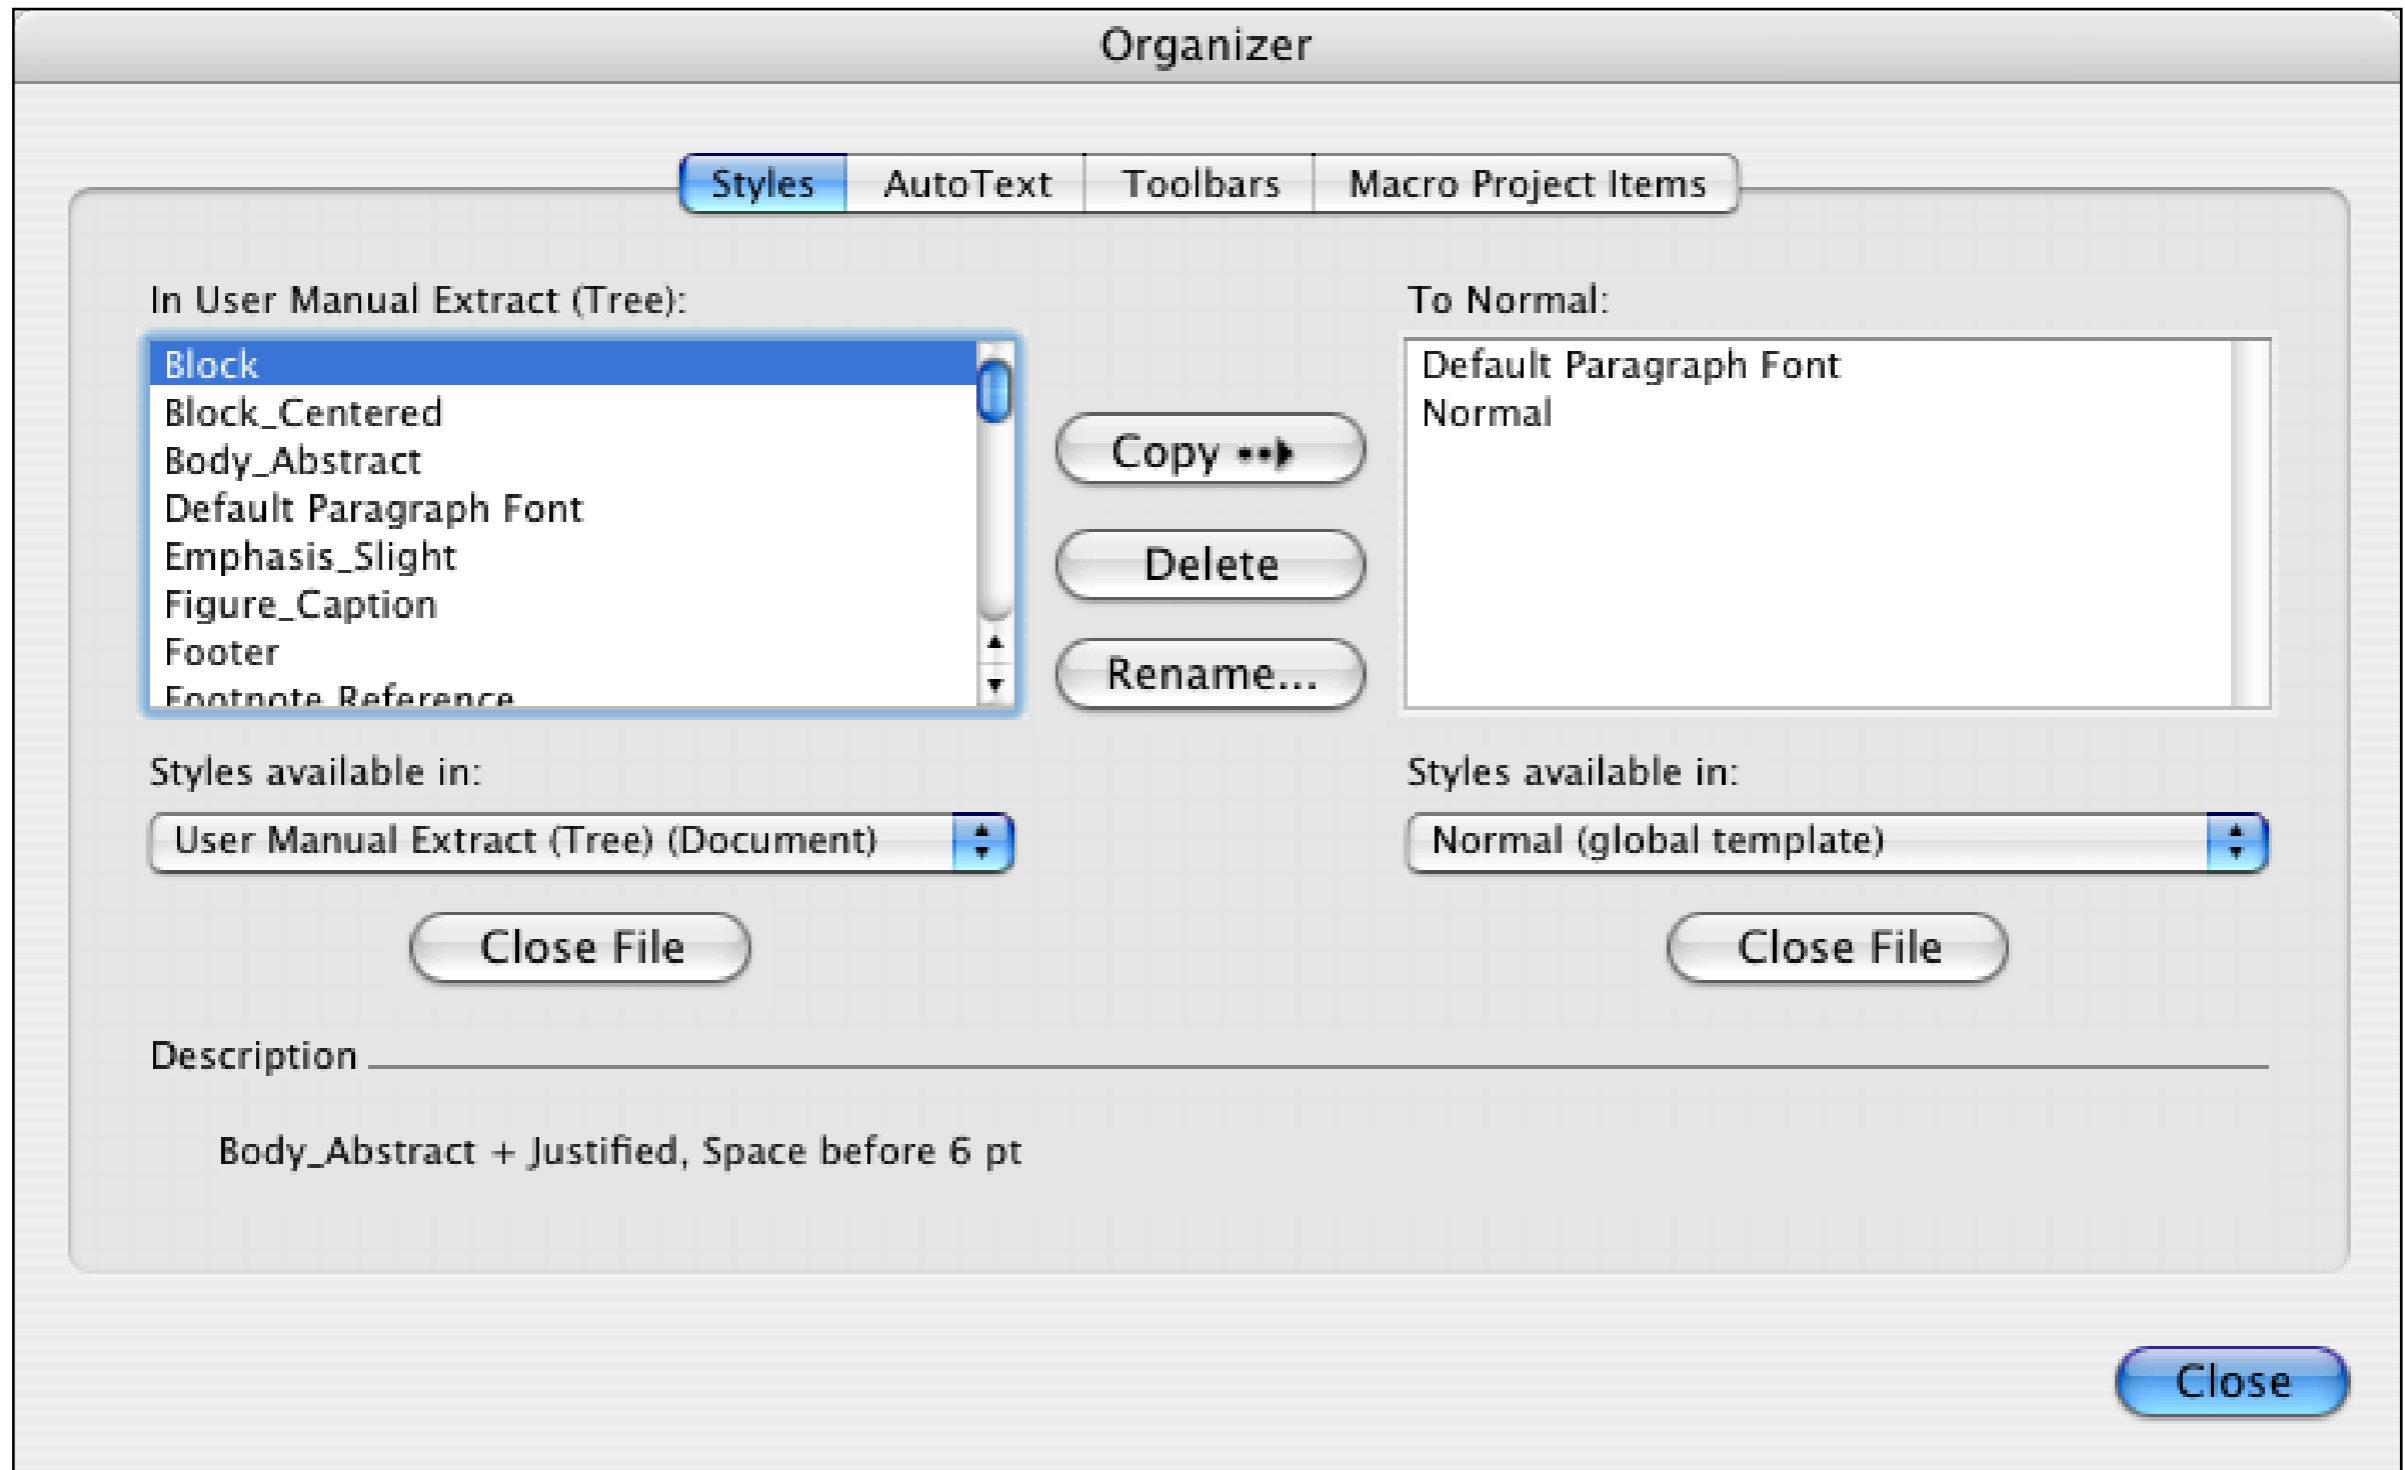 Organizer
Styles AutoText Toolbars Macro Project Items
In User Manual Extract (Tree):
Block
Block_Centered
Body_Abstract
Default Paragraph Font
Emphasis_Slight
Figure_Caption
Footer
Footnote Reference
Copy
Delete
Rename...
To Normal:
Default Paragraph Font
Normal
Styles available in:
User Manual Extract (Tree) (Document)
Close File
Styles available in:
Normal (global template)
Close File
Description
Body_Abstract + Justified, Space before 6 pt
Close